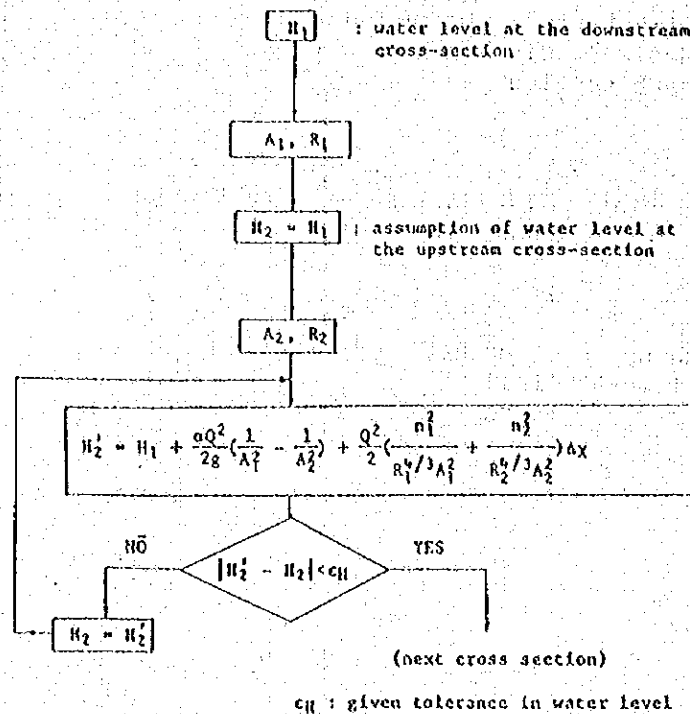 H₁ : water level at the downstream
cross-section
A₁, R₁
H₂ = H₁ : assumption of water level at
the upstream cross-section
A₂, R₂
H₂' = H₁ + αQ²/2g (1/A₁² - 1/A₂²) + Q²/2 (n₁²/R₁^4/3 A₁² + n₂²/R₂^4/3 A₂²)Δχ
NO
YES
|H₂' - H₂| < εH
H₂ = H₂'
(next cross section)
εH : given tolerance in water level